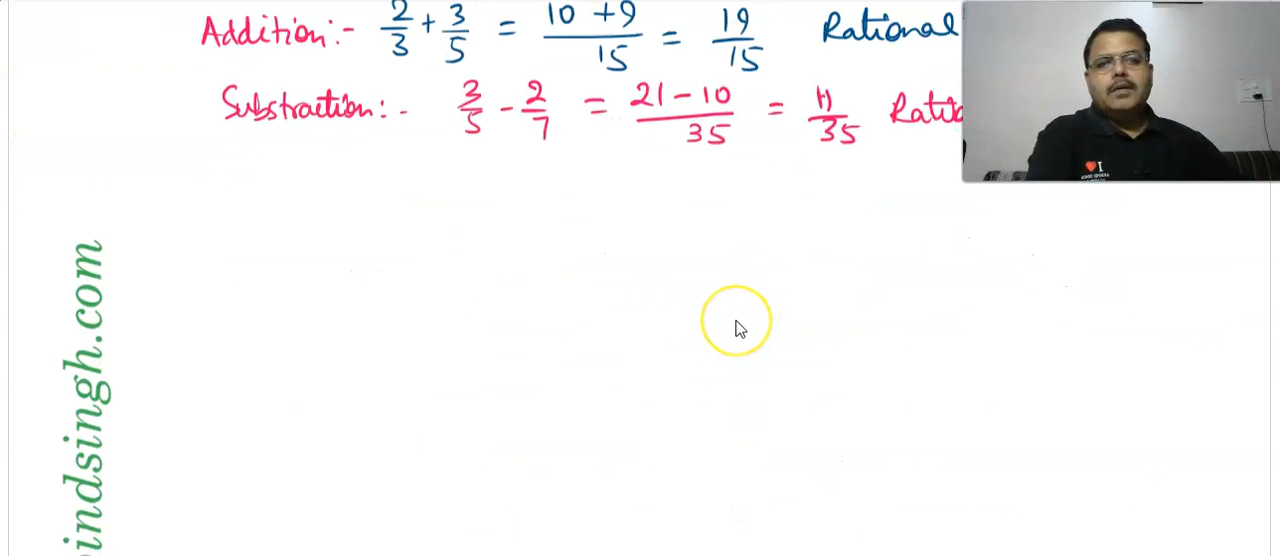 Addition:- 2/3 + 3/5 = 10 + 9 / 15 = 19/15 Rational
Substraction:- 3/5 - 2/7 = 21 - 10 / 35 = 11/35 Ratio
indsingh.com
I